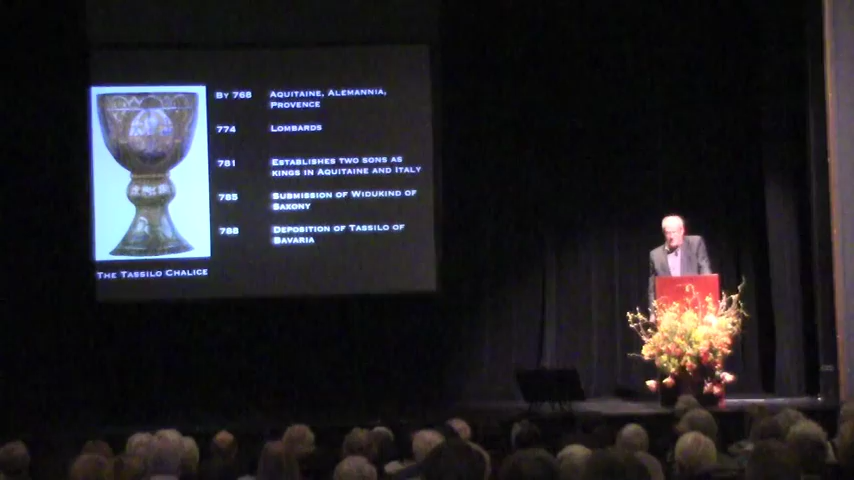 By 768 Aquitaine, Alemannia,
Provence
774 Lombards
781 Establishes two sons as
kings in Aquitaine and Italy
785 Submission of Widukind of
Saxony
788 Deposition of Tassilo of
Bavaria
The Tassilo Chalice